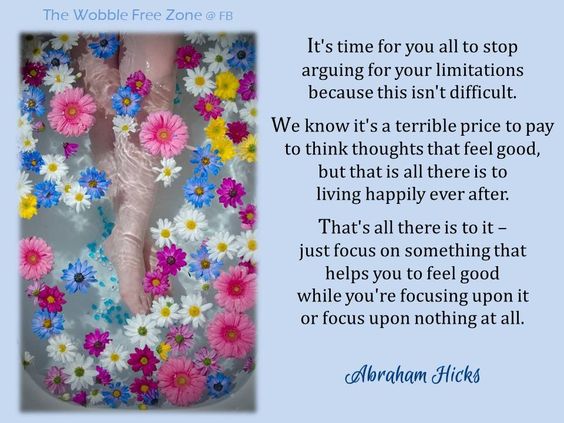 The Wobble Free Zone @ FB
It's time for you all to stop
arguing for your limitations
because this isn't difficult.
We know it's a terrible price to pay
to think thoughts that feel good,
but that is all there is to
living happily ever after.
That's all there is to it –
just focus on something that
helps you to feel good
while you're focusing upon it
or focus upon nothing at all.
Abraham Hicks